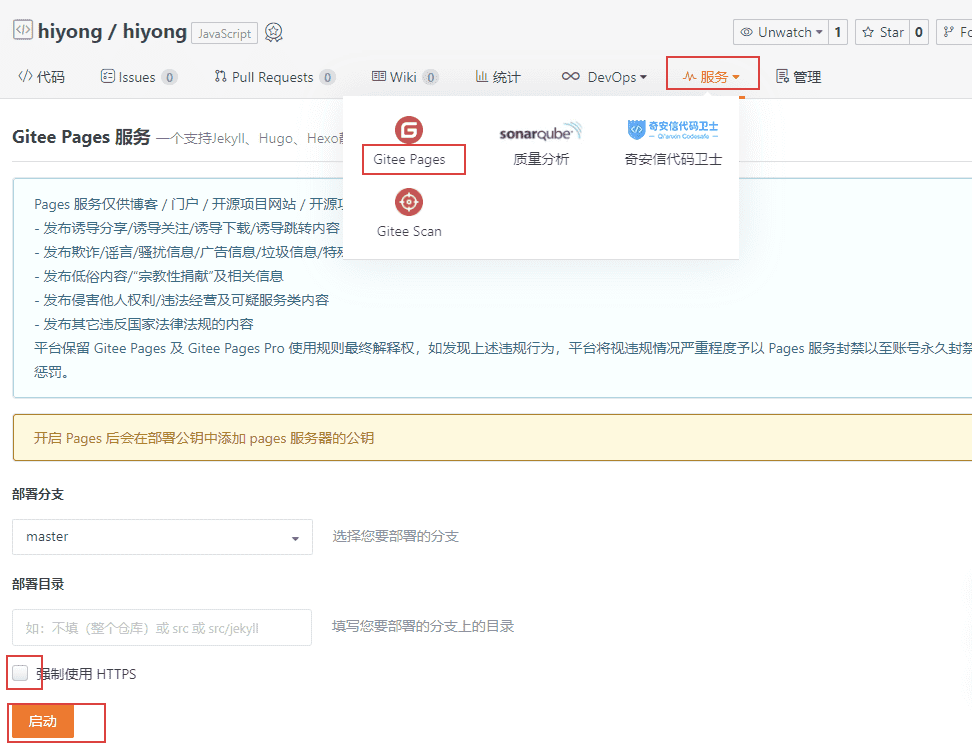 hiyong / hiyong JavaScript Unwatch 1 Star 0 Fo
代码 Issues 0 Pull Requests 0 Wiki 0 统计 DevOps 服务 管理
Gitee Pages 服务 一个支持Jekyll、Hugo、Hexo
G Gitee Pages
sonarqube 质量分析
奇安信代码卫士
Qi'anxin Codesafe
奇安信代码卫士
Gitee Scan
Pages 服务仅供博客 / 门户 / 开源项目网站 / 开源
- 发布诱导分享/诱导关注/诱导下载/诱导跳转内容
- 发布欺诈/谣言/骚扰信息/广告信息/垃圾信息/特
- 发布低俗内容/“宗教性捐献”及相关信息
- 发布侵害他人权利/违法经营及可疑服务类内容
- 发布其它违反国家法律法规的内容
平台保留 Gitee Pages 及 Gitee Pages Pro 使用规则最终解释权，如发现上述违规行为，平台将视违规情况严重程度予以 Pages 服务封禁以至账号永久封禁
惩罚。
开启 Pages 后会在部署公钥中添加 pages 服务器的公钥
部署分支
master 选择您要部署的分支
部署目录
如：不填（整个仓库）或 src 或 src/jekyll 填写您要部署的分支上的目录
强制使用 HTTPS
启动